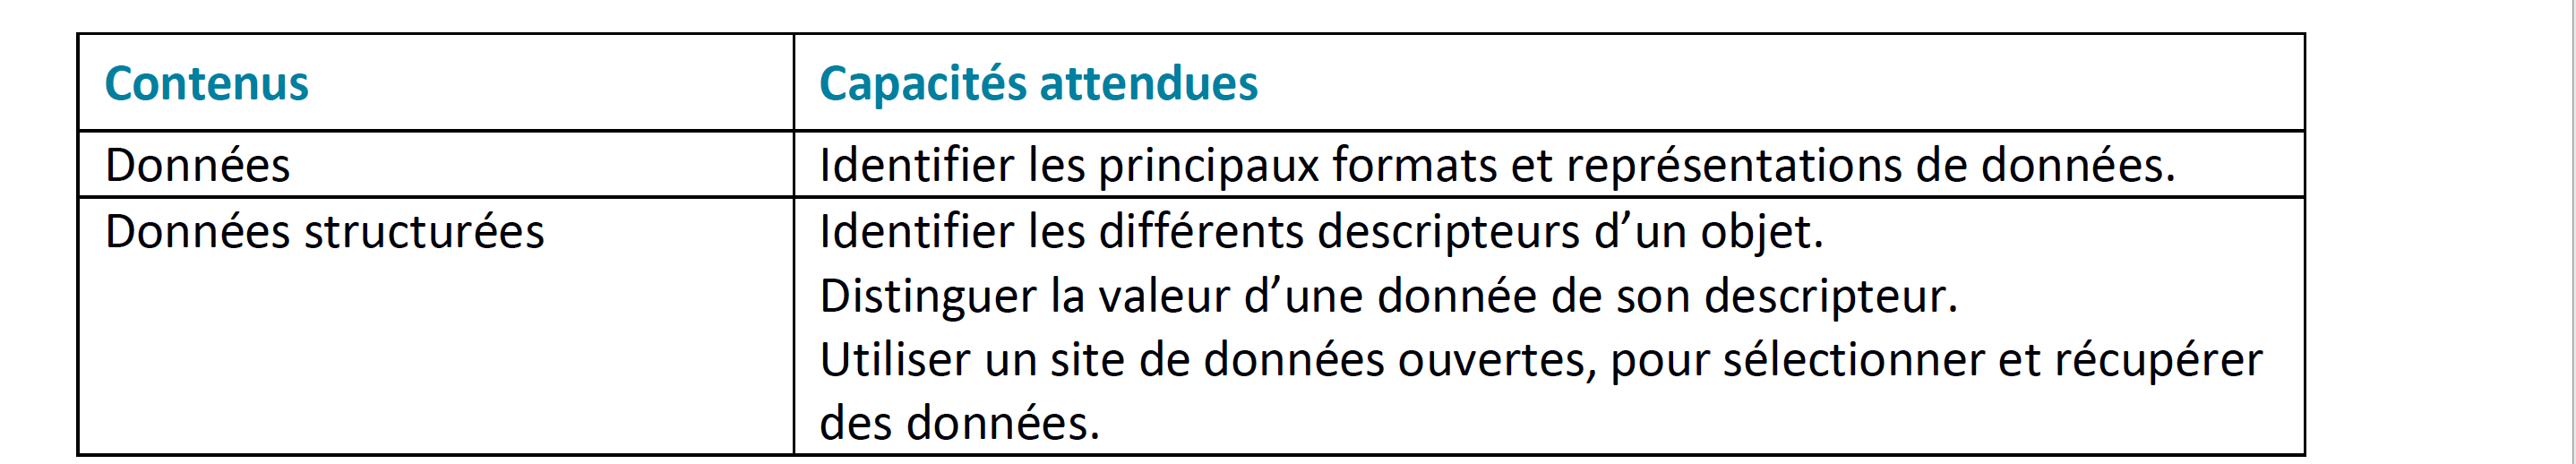 Contenus
Capacités attendues
Données
Identifier les principaux formats et représentations de données.
Données structurées
Identifier les différents descripteurs d’un objet.
Distinguer la valeur d’une donnée de son descripteur.
Utiliser un site de données ouvertes, pour sélectionner et récupérer
des données.